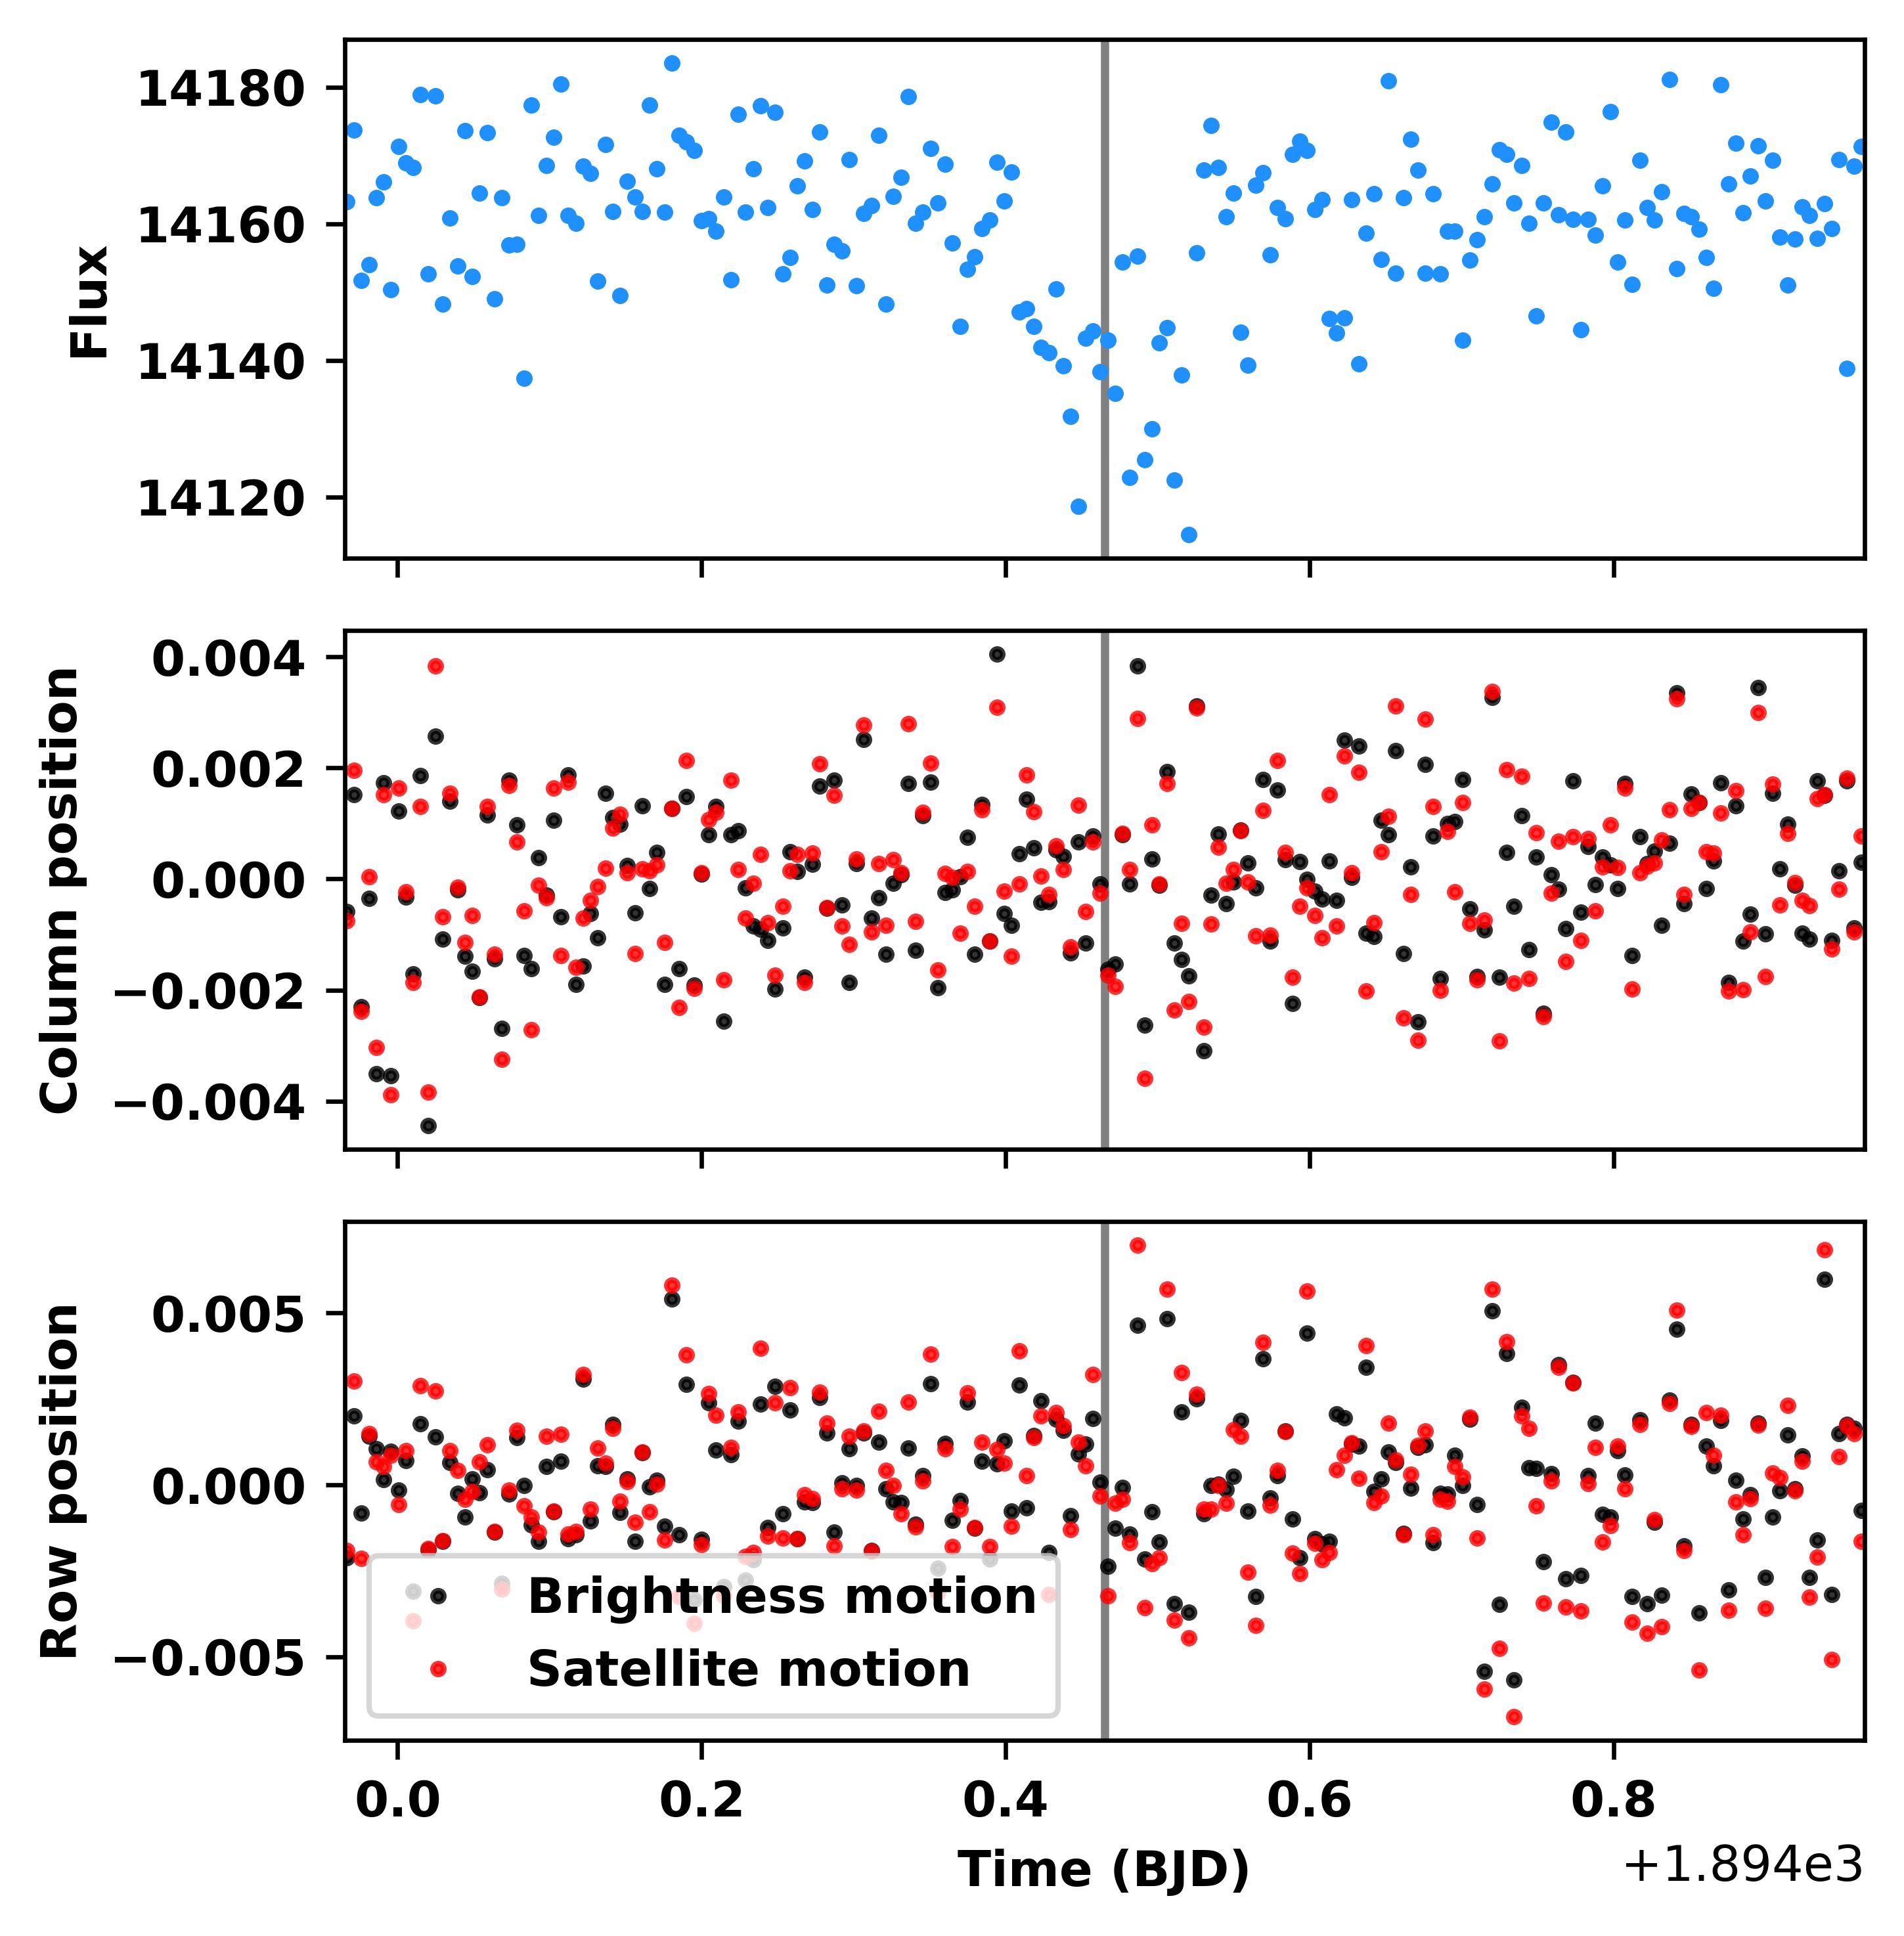 Flux
14180
14160
14140
14120
Column position
0.004
0.002
0.000
−0.002
−0.004
Row position
0.005
0.000
−0.005
Brightness motion
Satellite motion
0.0 0.2 0.4 0.6 0.8
Time (BJD)
+1.894e3